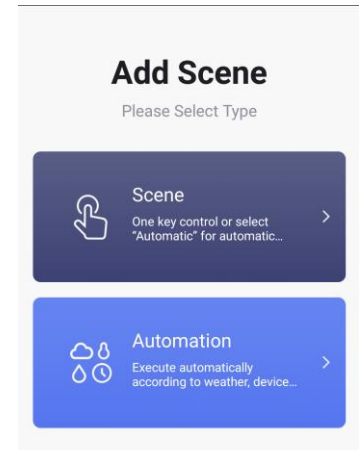 Add Scene
Please Select Type
Scene
One key control or select
“Automatic” for automatic...
Automation
Execute automatically
according to weather, device...